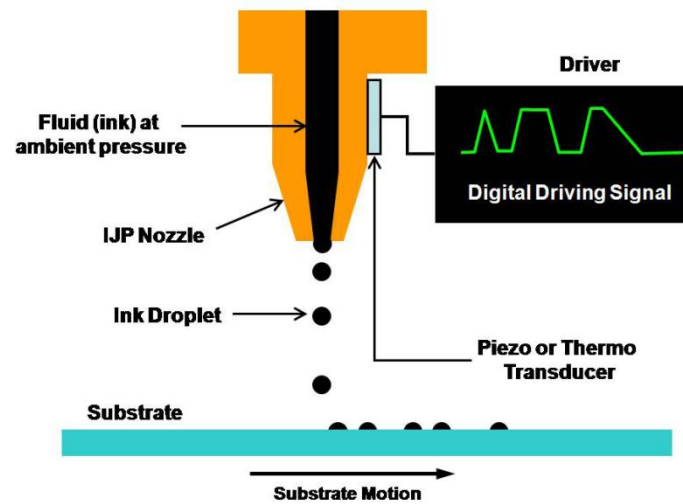 Driver
Fluid (ink) at
ambient pressure
Digital Driving Signal
IJP Nozzle
Ink Droplet
Piezo or Thermo
Transducer
Substrate
Substrate Motion